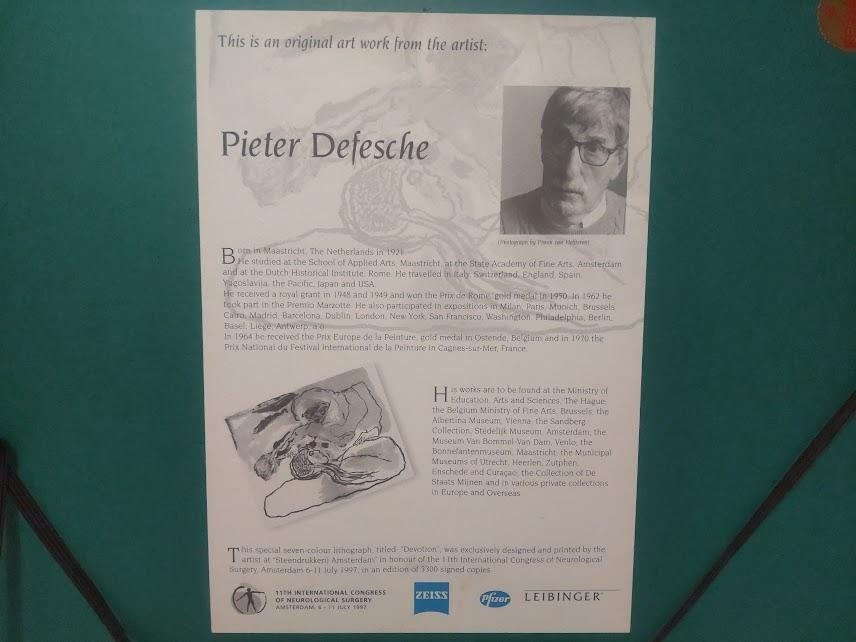 This is an original art work from the artist:
Pieter Defesche
(Photograph by Frank van Helfteren)
Born in Maastricht, The Netherlands in 1921.
He studied at the School of Applied Arts, Maastricht, at the State Academy of Fine Arts, Amsterdam
and at the Dutch Historical Institute, Rome. He travelled in Italy, Switzerland, England, Spain,
Yugoslavija, the Pacific, Japan and USA.
He received a royal grant in 1948 and 1949 and won the Prix de Rome, gold medal in 1950. In 1962 he
took part in the Premio Marzotte. He also participated in expositions in Milan, Paris, Munich, Brussels,
Cairo, Madrid, Barcelona, Dublin, London, New York, San Francisco, Washington, Philadelphia, Berlin,
Basel, Liège, Antwerp, a.o.
In 1964 he received the Prix Europe de la Peinture, gold medal in Ostende, Belgium and in 1970 the
Prix National du Festival International de la Peinture in Cagnes-sur-Mer, France.
His works are to be found at the Ministry of
Education, Arts and Sciences, The Hague;
the Belgium Ministry of Fine Arts, Brussels; the
Albertina Museum, Vienna; the Sandberg
Collection, Stedelijk Museum, Amsterdam; the
Museum Van Bommel-Van Dam, Venlo; the
Bonnefantenmuseum, Maastricht; the Municipal
Museums of Utrecht, Heerlen, Zutphen,
Enschede and Curaçao; the Collection of De
Staats Mijnen and in various private collections
in Europe and Overseas.
This special seven-colour lithograph, titled: "Devotion", was exclusively designed and printed by the
artist at "Steendrukkerij Amsterdam" in honour of the 11th International Congress of Neurological
Surgery, Amsterdam 6-11 July 1997, in an edition of 3300 signed copies.
11TH INTERNATIONAL CONGRESS
OF NEUROLOGICAL SURGERY
AMSTERDAM, 6 - 11 JULY 1997
ZEISS
Pfizer
LEIBINGER